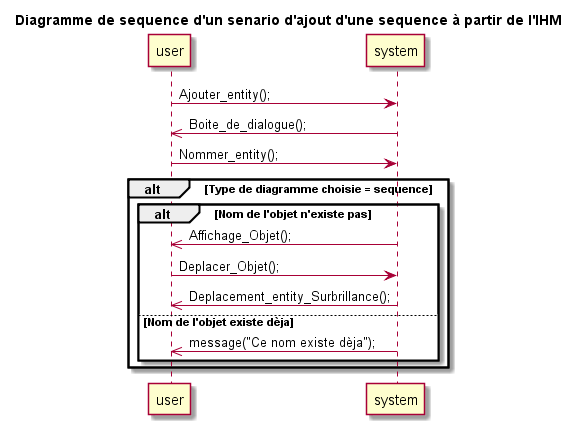 Diagramme de sequence d'un senario d'ajout d'une sequence à partir de l'IHM
user system
Ajouter_entity();
Boite_de_dialogue();
Nommer_entity();
alt [Type de diagramme choisie = sequence]
alt [Nom de l'objet n'existe pas]
Affichage_Objet();
Deplacer_Objet();
Deplacement_entity_Surbrillance();
[Nom de l'objet existe dèja]
message("Ce nom existe dèja");
user system